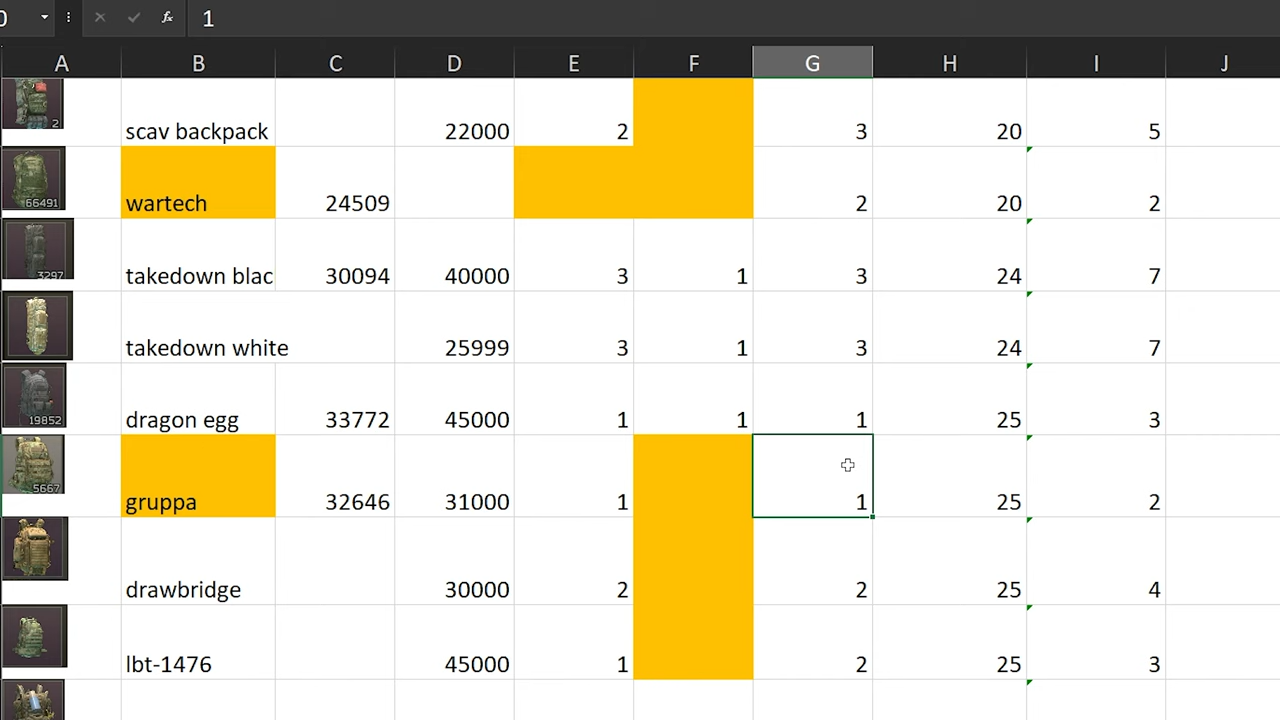 1
A B C D E F G H I J
2
scav backpack 22000 2 3 20 5
66491
wartech 24509 2 20 2
3297
takedown blac 30094 40000 3 1 3 24 7
takedown white 25999 3 1 3 24 7
19852
dragon egg 33772 45000 1 1 1 25 3
5667
gruppa 32646 31000 1 1 25 2
drawbridge 30000 2 2 25 4
lbt-1476 45000 1 2 25 3